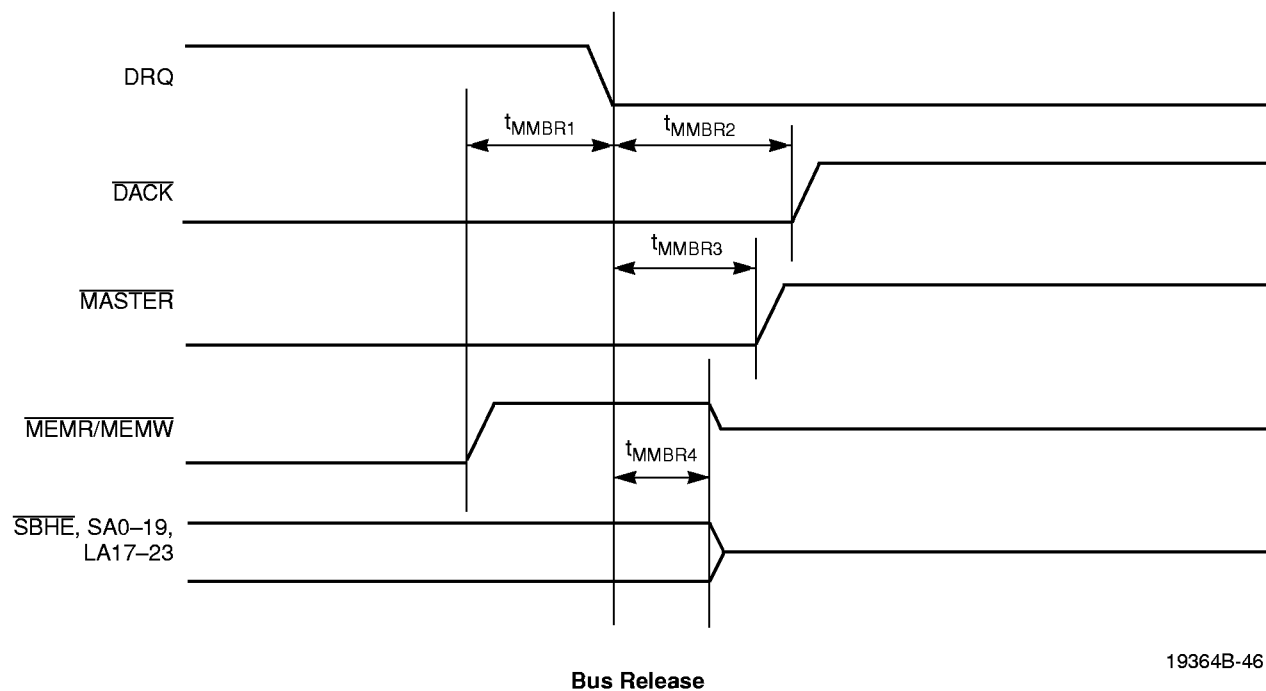 DRQ
tMMBR1
tMMBR2
DACK
tMMBR3
MASTER
MEMR/MEMW
tMMBR4
SBHE, SA0–19,
LA17–23
19364B-46
Bus Release